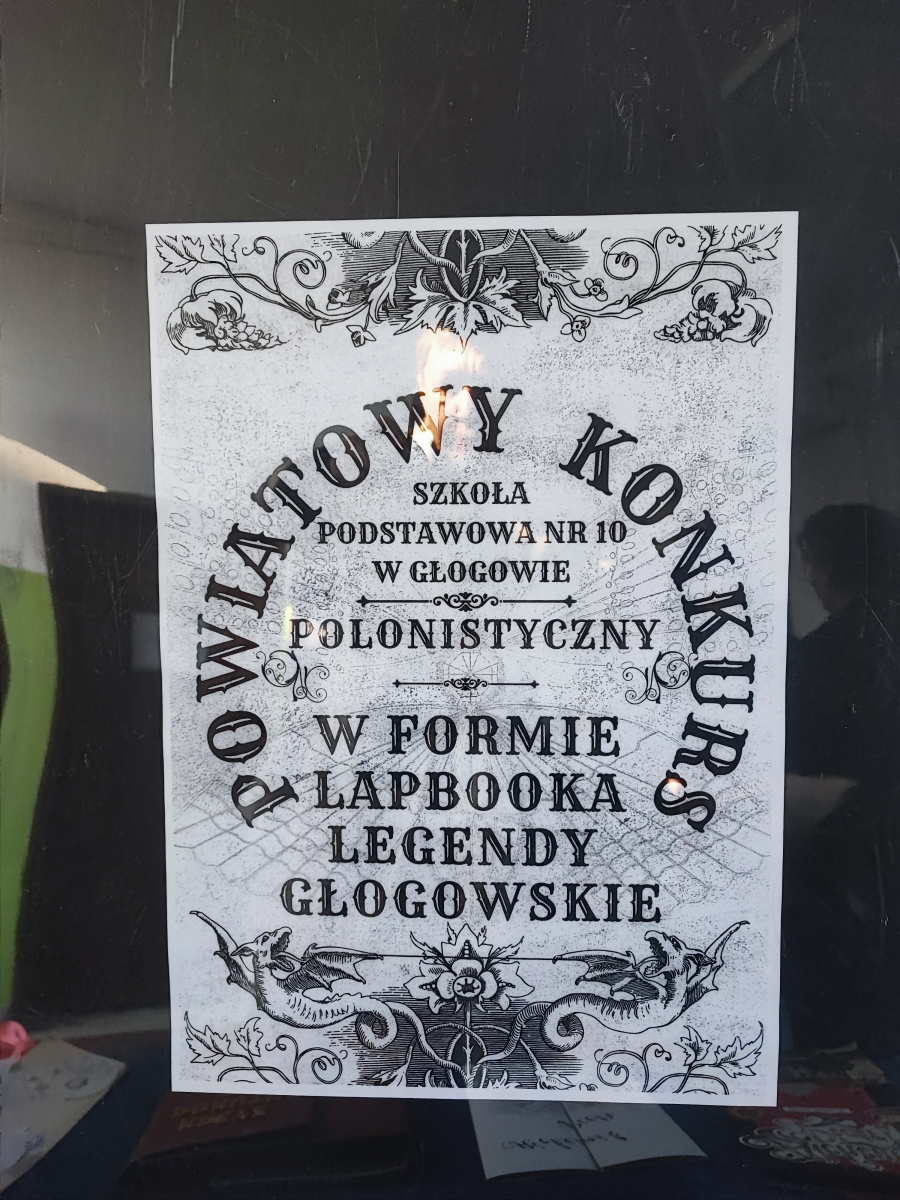 POWIATOWY KONKURS
SZKOŁA
PODSTAWOWA NR 10
W GŁOGOWIE
POLONISTYCZNY
W FORMIE
LAPBOOKA
LEGENDY
GŁOGOWSKIE